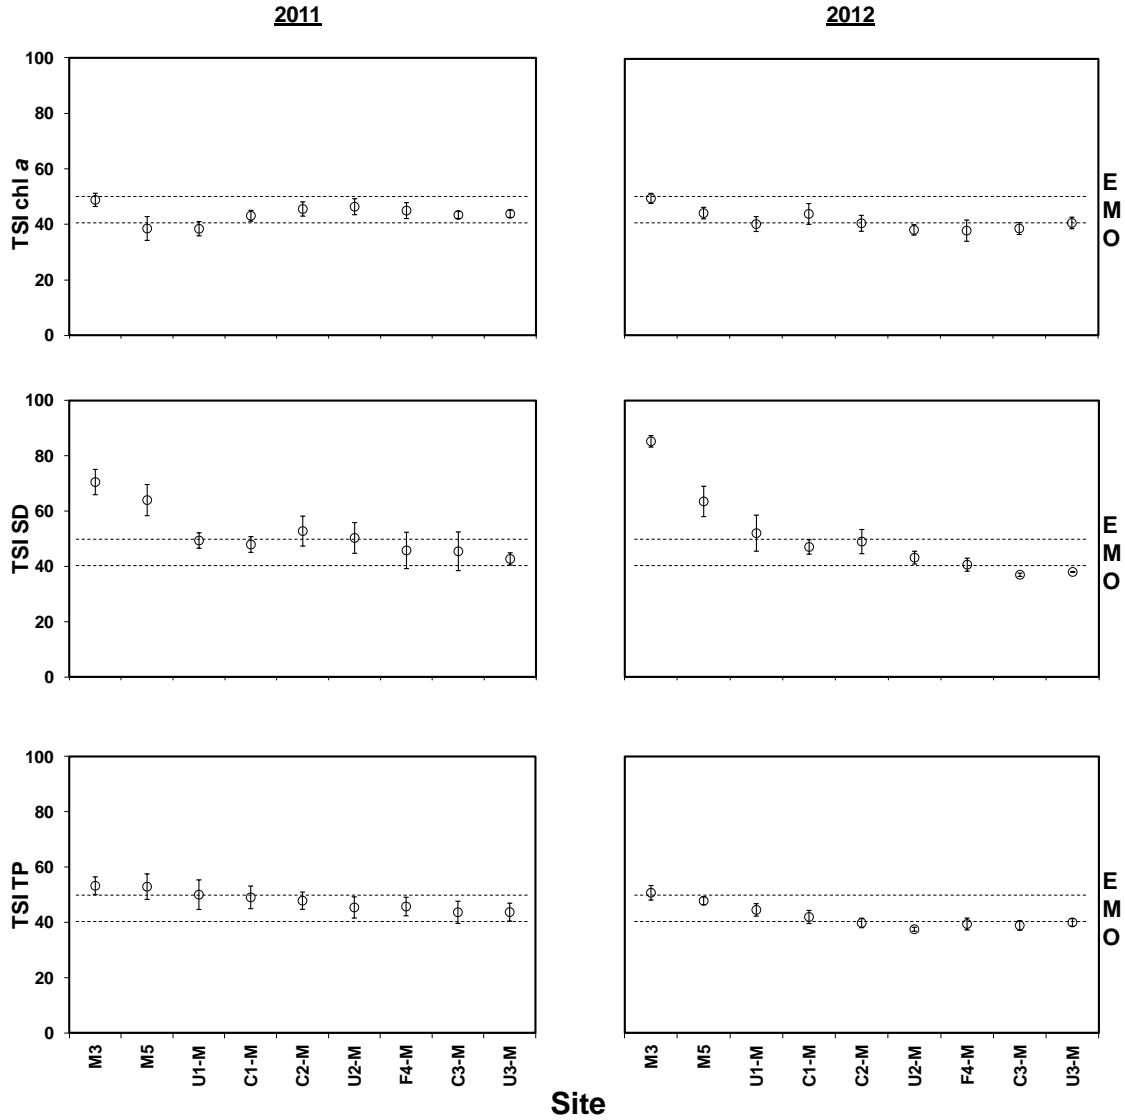 2011
2012
TSI chl a
100
80
60
40
20
0
E
M
O
TSI SD
100
80
60
40
20
0
E
M
O
TSI TP
100
80
60
40
20
0
E
M
O
M3
M5
U1-M
C1-M
C2-M
U2-M
F4-M
C3-M
U3-M
M3
M5
U1-M
C1-M
C2-M
U2-M
F4-M
C3-M
U3-M
Site